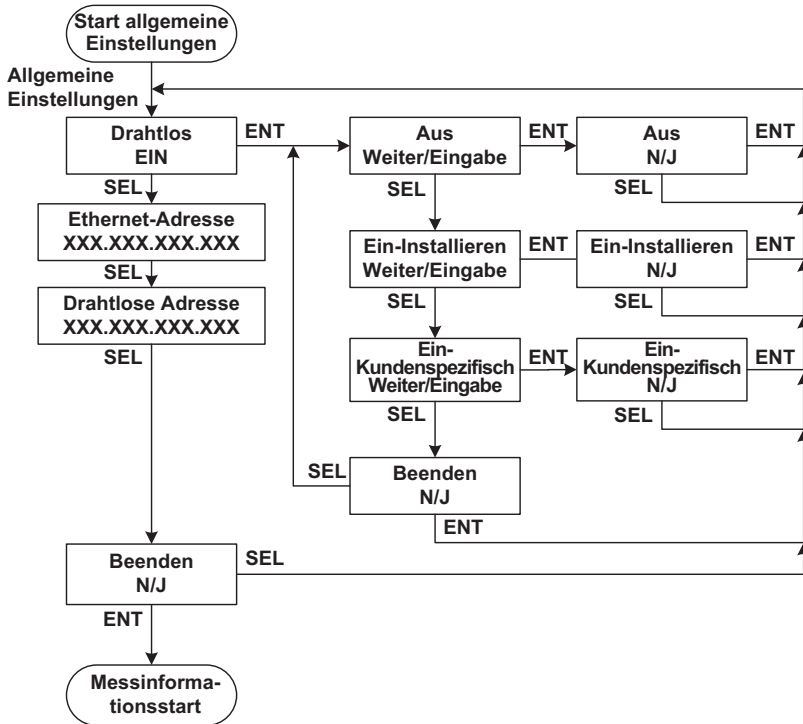 Start allgemeine
Einstellungen
Allgemeine
Einstellungen
Drahtlos
EIN
ENT
Aus
Weiter/Eingabe
ENT
Aus
N/J
ENT
SEL
SEL
SEL
Ethernet-Adresse
XXX.XXX.XXX.XXX
Ein-Installieren
Weiter/Eingabe
ENT
Ein-Installieren
N/J
ENT
SEL
SEL
SEL
Drahtlose Adresse
XXX.XXX.XXX.XXX
SEL
Ein-
Kundenspezifisch
Weiter/Eingabe
ENT
Ein-
Kundenspezifisch
N/J
ENT
SEL
SEL
SEL
Beenden
N/J
ENT
Beenden
N/J
SEL
ENT
Messinforma-
tionsstart